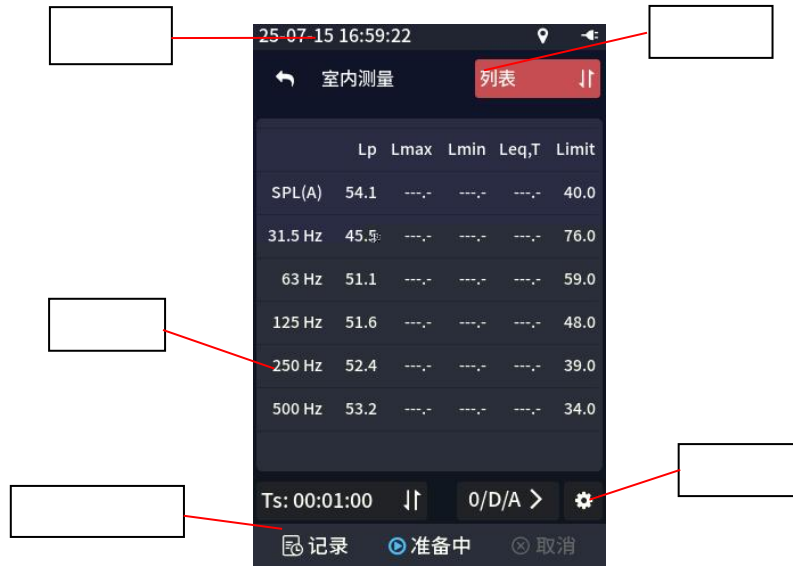 25-07-15 16:59:22
室内测量 列表
Lp Lmax Lmin Leq,T Limit
SPL(A) 54.1 ---.- ---.- ---.- 40.0
31.5 Hz 45.5 ---.- ---.- ---.- 76.0
63 Hz 51.1 ---.- ---.- ---.- 59.0
125 Hz 51.6 ---.- ---.- ---.- 48.0
250 Hz 52.4 ---.- ---.- ---.- 39.0
500 Hz 53.2 ---.- ---.- ---.- 34.0
Ts: 00:01:00 0/D/A >
记录 准备中 取消